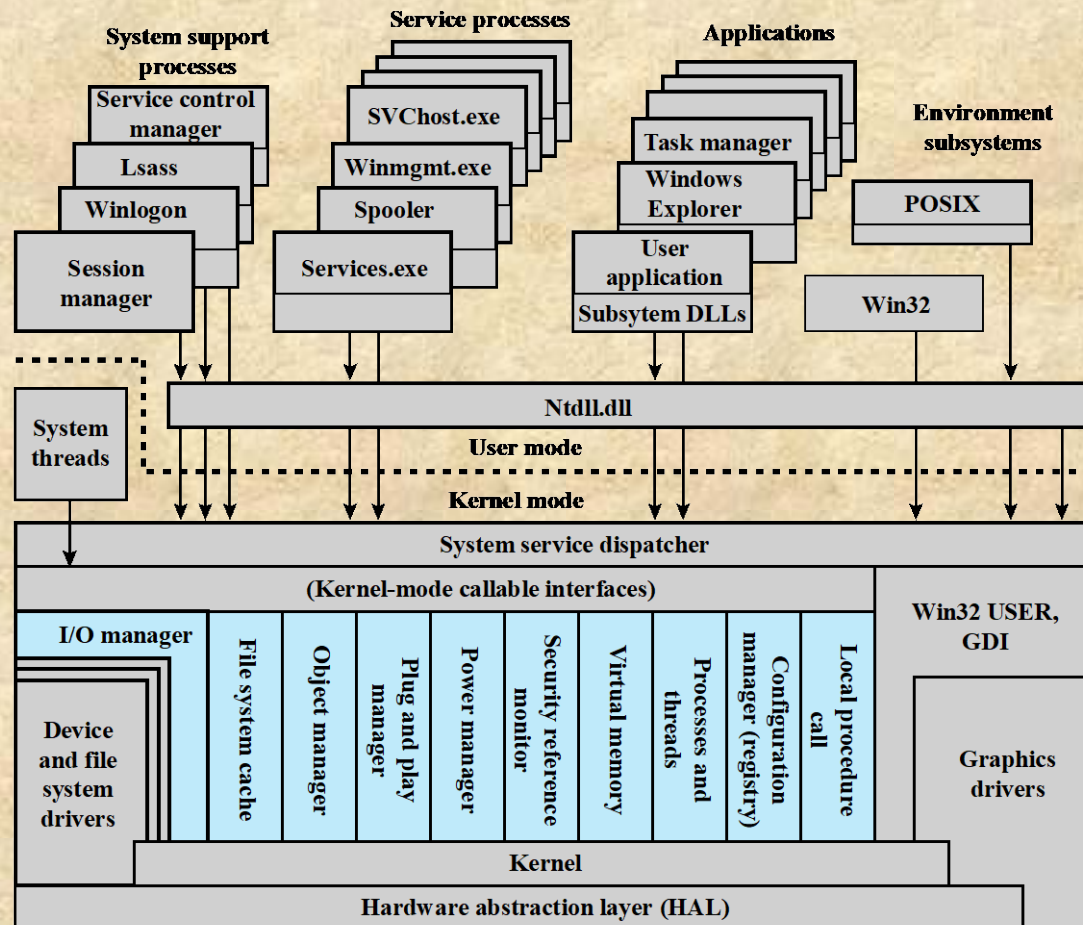 Service processes
System support
processes
Applications
Service control
manager
Lsass
Winlogon
Session
manager
SVChost.exe
Winmgmt.exe
Spooler
Services.exe
Task manager
Windows
Explorer
User
application
Subsytem DLLs
Environment
subsystems
POSIX
Win32
Ntdll.dll
System
threads
User mode
Kernel mode
System service dispatcher
(Kernel-mode callable interfaces)
I/O manager
Device
and file
system
drivers
File system cache
Object manager
Plug and play
manager
Power manager
Security reference
monitor
Virtual memory
Processes and
threads
Configuration
manager (registry)
Local procedure
call
Win32 USER,
GDI
Graphics
drivers
Kernel
Hardware abstraction layer (HAL)